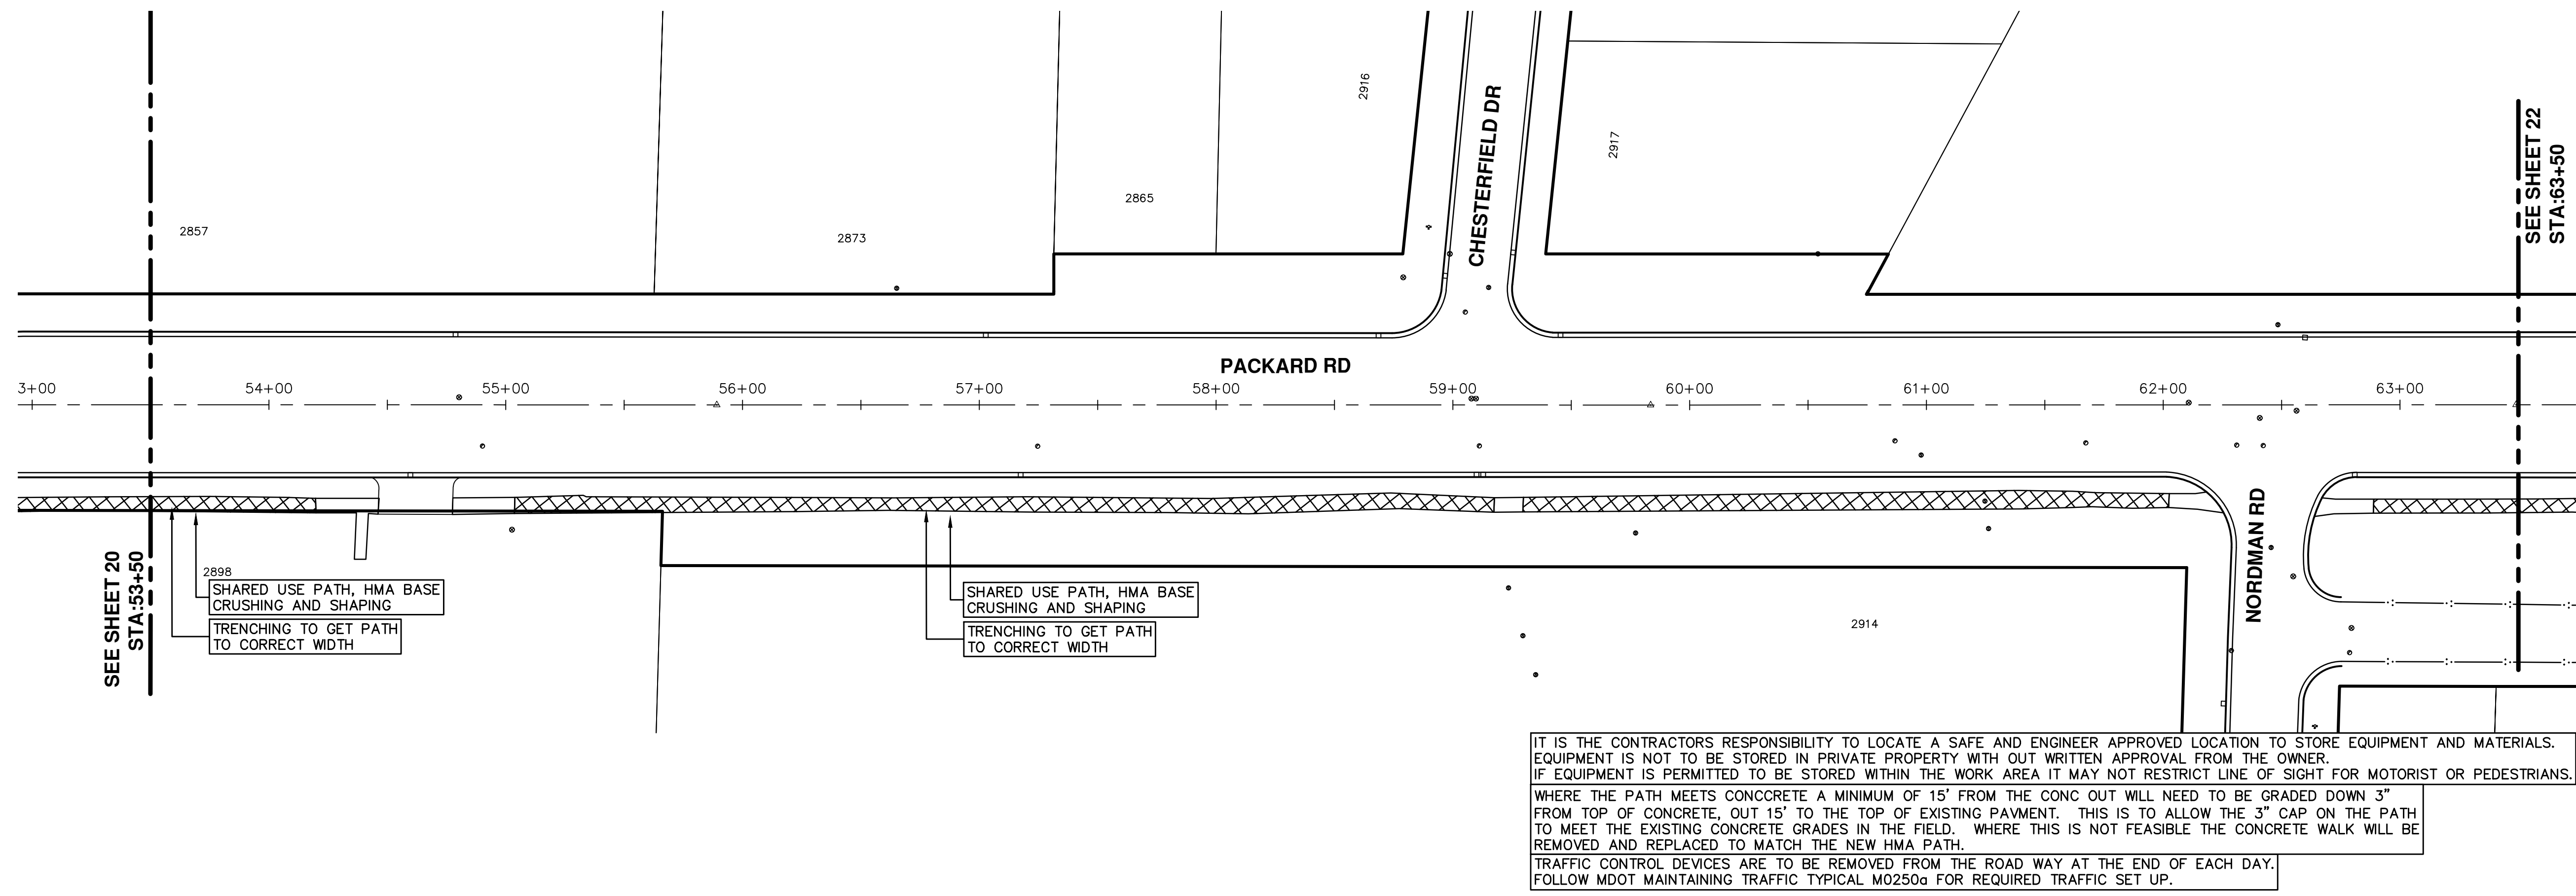 2916
CHESTERFIELD DR
2917
SEE SHEET 22
STA:63+50
2865
2857
2873
PACKARD RD
3+00 54+00 55+00 56+00 57+00 58+00 59+00 60+00 61+00 62+00 63+00
SEE SHEET 20
STA:53+50
2898
SHARED USE PATH, HMA BASE
CRUSHING AND SHAPING
TRENCHING TO GET PATH
TO CORRECT WIDTH
SHARED USE PATH, HMA BASE
CRUSHING AND SHAPING
TRENCHING TO GET PATH
TO CORRECT WIDTH
NORDMAN RD
2914
IT IS THE CONTRACTORS RESPONSIBILITY TO LOCATE A SAFE AND ENGINEER APPROVED LOCATION TO STORE EQUIPMENT AND MATERIALS.
EQUIPMENT IS NOT TO BE STORED IN PRIVATE PROPERTY WITH OUT WRITTEN APPROVAL FROM THE OWNER.
IF EQUIPMENT IS PERMITTED TO BE STORED WITHIN THE WORK AREA IT MAY NOT RESTRICT LINE OF SIGHT FOR MOTORIST OR PEDESTRIANS.
WHERE THE PATH MEETS CONCCRETE A MINIMUM OF 15' FROM THE CONC OUT WILL NEED TO BE GRADED DOWN 3"
FROM TOP OF CONCRETE, OUT 15' TO THE TOP OF EXISTING PAVMENT. THIS IS TO ALLOW THE 3" CAP ON THE PATH
TO MEET THE EXISTING CONCRETE GRADES IN THE FIELD. WHERE THIS IS NOT FEASIBLE THE CONCRETE WALK WILL BE
REMOVED AND REPLACED TO MATCH THE NEW HMA PATH.
TRAFFIC CONTROL DEVICES ARE TO BE REMOVED FROM THE ROAD WAY AT THE END OF EACH DAY.
FOLLOW MDOT MAINTAINING TRAFFIC TYPICAL M0250a FOR REQUIRED TRAFFIC SET UP.